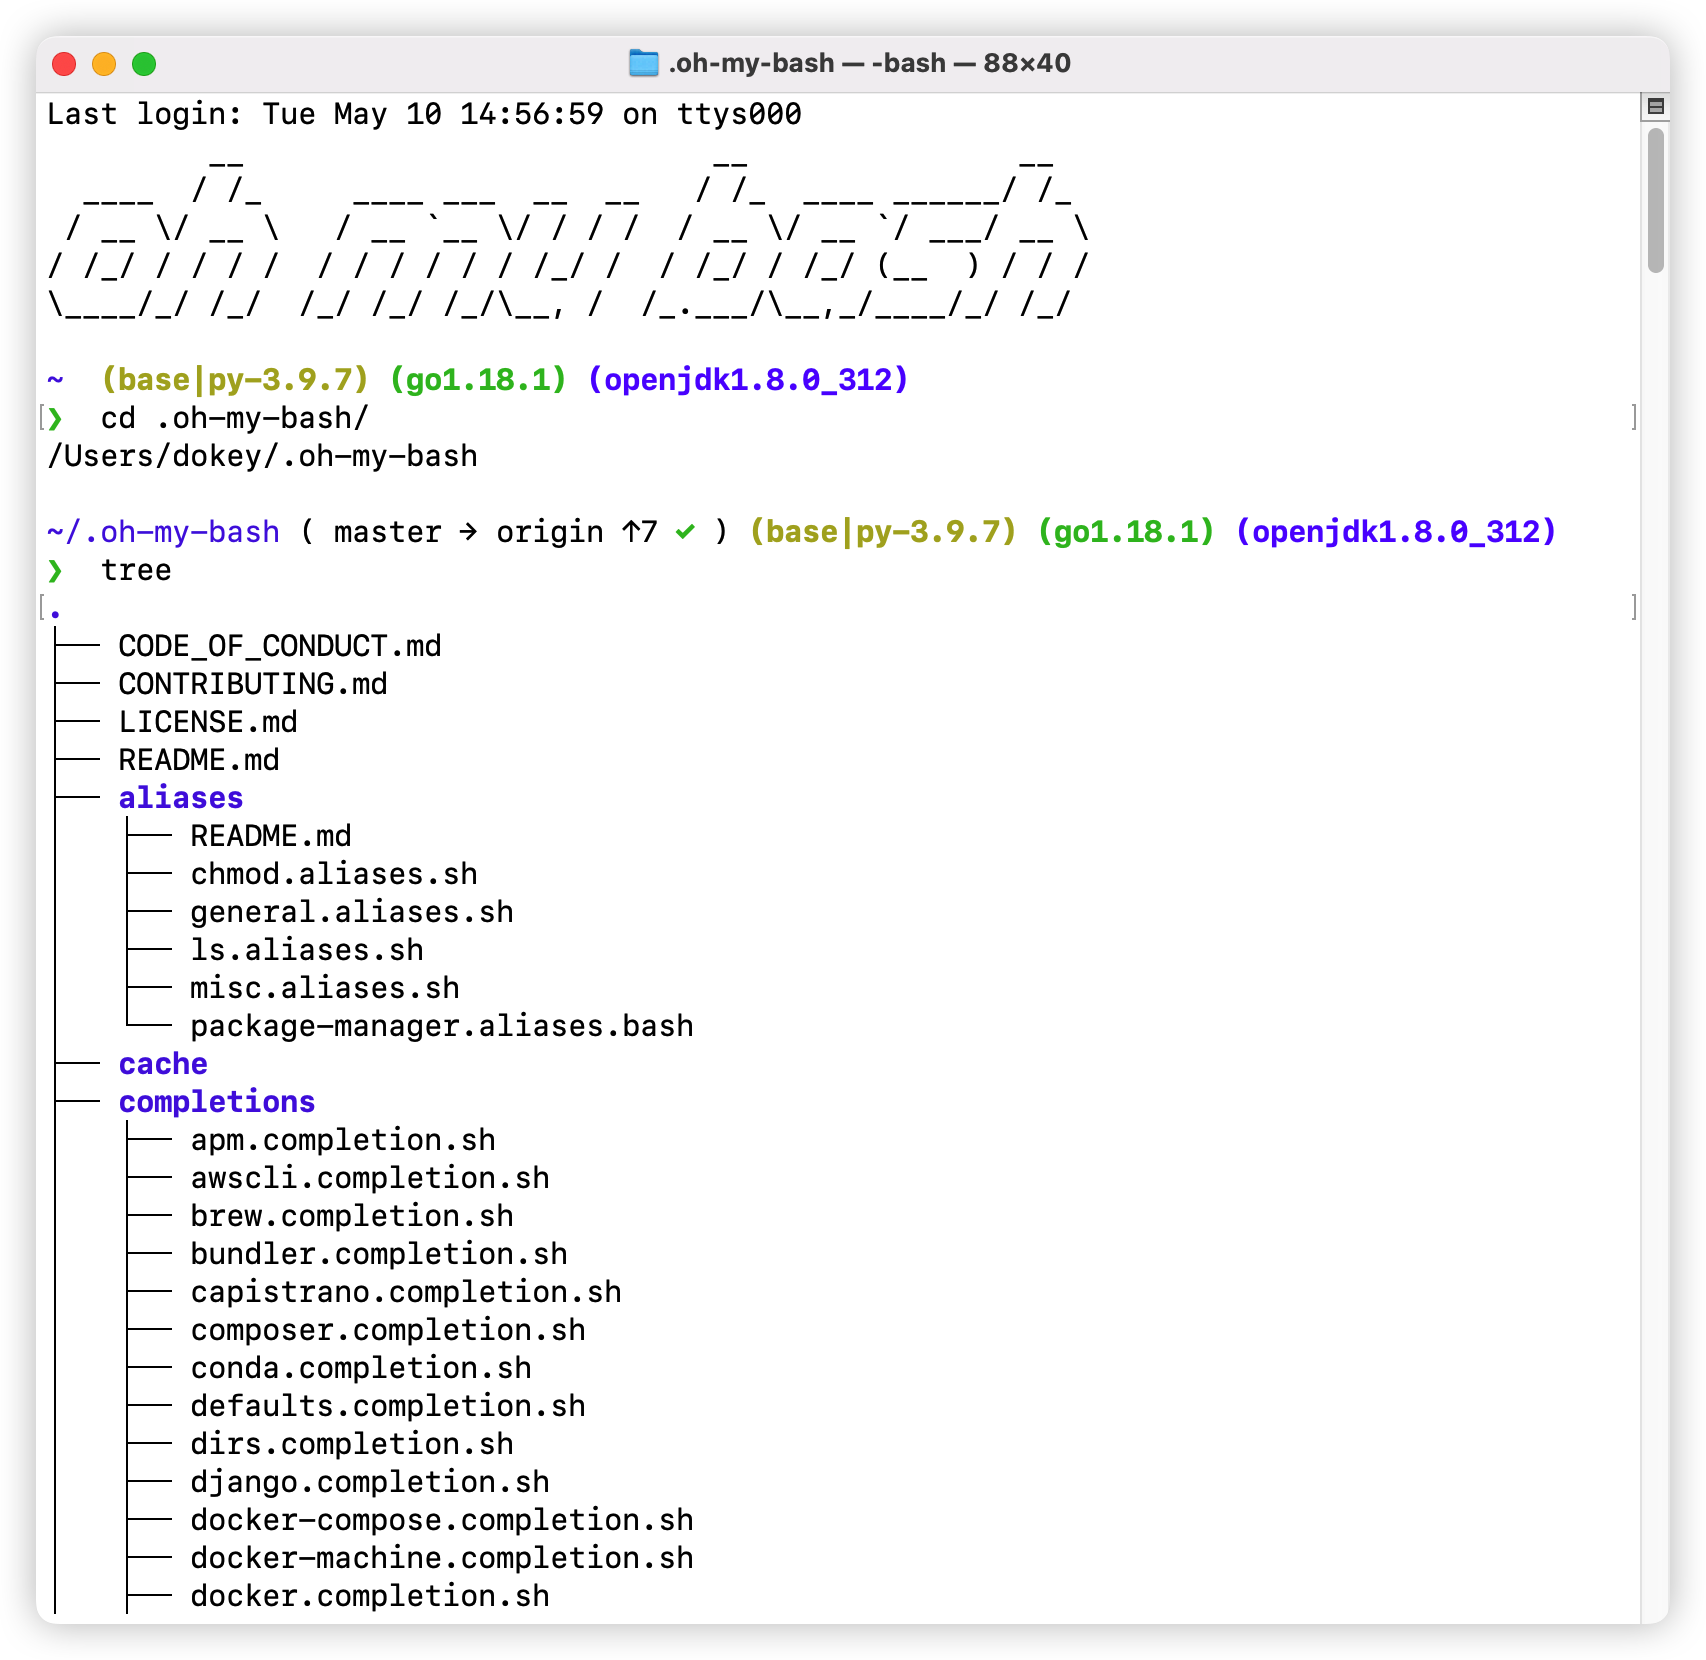 .oh-my-bash — -bash — 88×40
Last login: Tue May 10 14:56:59 on ttys000
         __                          __               __
  ____  / /_     ____ ___  __  __   / /_  ____ ______/ /_
 / __ \/ __ \   / __ `__ \/ / / /  / __ \/ __ `/ ___/ __ \
/ /_/ / / / /  / / / / / / /_/ /  / /_/ / /_/ (__  ) / / /
\____/_/ /_/  /_/ /_/ /_/\__, /  /_.___/\__,_/____/_/ /_/
~  (base|py-3.9.7) (go1.18.1) (openjdk1.8.0_312)
[❯  cd .oh-my-bash/ ]
/Users/dokey/.oh-my-bash
~/.oh-my-bash ( master → origin ↑7 ✓ ) (base|py-3.9.7) (go1.18.1) (openjdk1.8.0_312)
❯  tree
[. ]
├── CODE_OF_CONDUCT.md
├── CONTRIBUTING.md
├── LICENSE.md
├── README.md
├── aliases
│   ├── README.md
│   ├── chmod.aliases.sh
│   ├── general.aliases.sh
│   ├── ls.aliases.sh
│   ├── misc.aliases.sh
│   └── package-manager.aliases.bash
├── cache
├── completions
│   ├── apm.completion.sh
│   ├── awscli.completion.sh
│   ├── brew.completion.sh
│   ├── bundler.completion.sh
│   ├── capistrano.completion.sh
│   ├── composer.completion.sh
│   ├── conda.completion.sh
│   ├── defaults.completion.sh
│   ├── dirs.completion.sh
│   ├── django.completion.sh
│   ├── docker-compose.completion.sh
│   ├── docker-machine.completion.sh
│   ├── docker.completion.sh